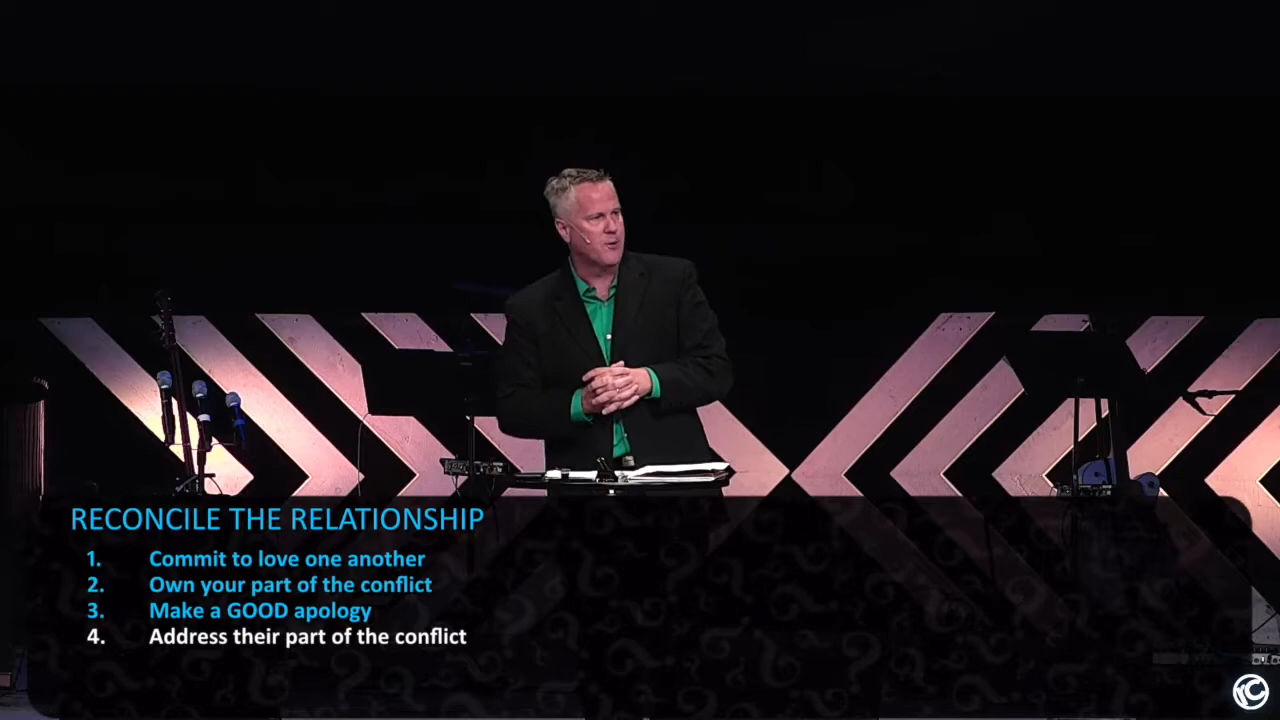 RECONCILE THE RELATIONSHIP
1. Commit to love one another
2. Own your part of the conflict
3. Make a GOOD apology
4. Address their part of the conflict